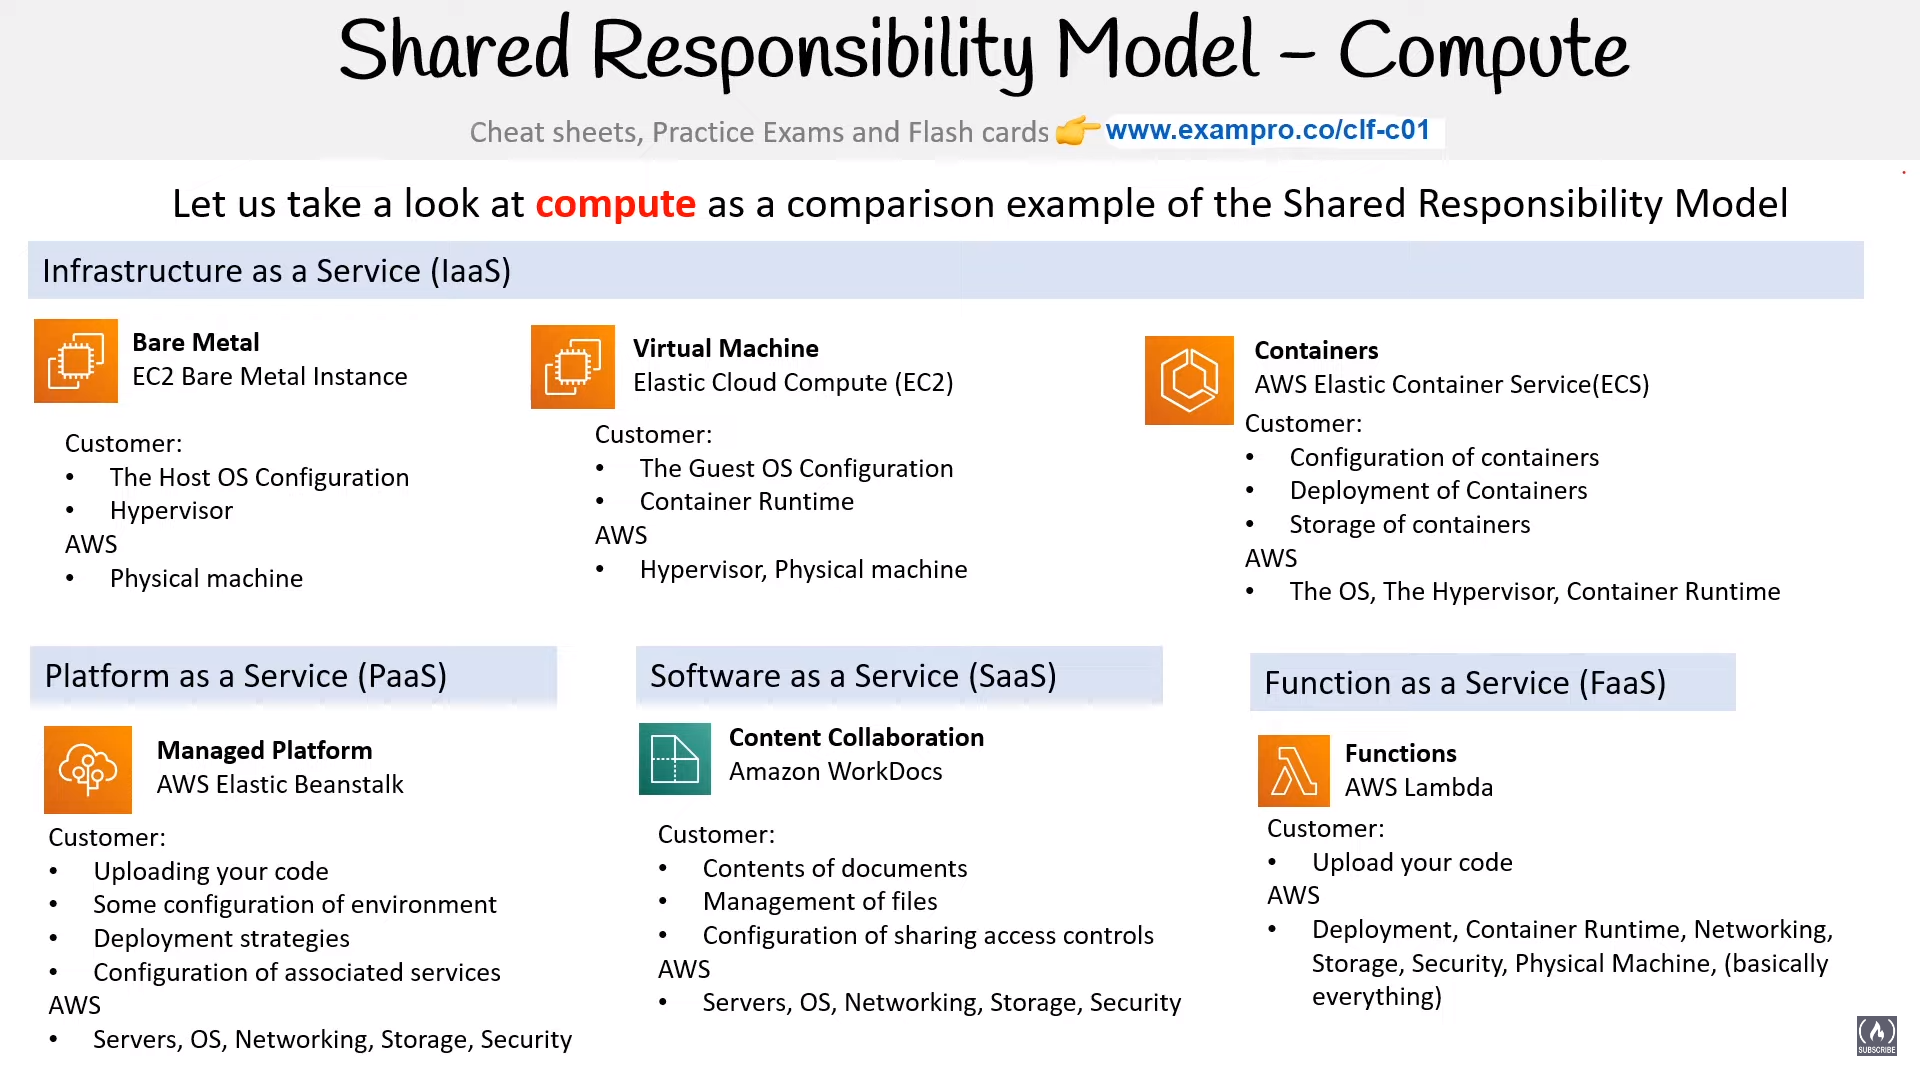 Shared Responsibility Model – Compute
Cheat sheets, Practice Exams and Flash cards 👉 www.exampro.co/clf-c01
Let us take a look at compute as a comparison example of the Shared Responsibility Model
Infrastructure as a Service (IaaS)
Bare Metal
EC2 Bare Metal Instance
Customer:
• The Host OS Configuration
• Hypervisor
AWS
• Physical machine
Virtual Machine
Elastic Cloud Compute (EC2)
Customer:
• The Guest OS Configuration
• Container Runtime
AWS
• Hypervisor, Physical machine
Containers
AWS Elastic Container Service(ECS)
Customer:
• Configuration of containers
• Deployment of Containers
• Storage of containers
AWS
• The OS, The Hypervisor, Container Runtime
Platform as a Service (PaaS)
Managed Platform
AWS Elastic Beanstalk
Customer:
• Uploading your code
• Some configuration of environment
• Deployment strategies
• Configuration of associated services
AWS
• Servers, OS, Networking, Storage, Security
Software as a Service (SaaS)
Content Collaboration
Amazon WorkDocs
Customer:
• Contents of documents
• Management of files
• Configuration of sharing access controls
AWS
• Servers, OS, Networking, Storage, Security
Function as a Service (FaaS)
Functions
AWS Lambda
Customer:
• Upload your code
AWS
• Deployment, Container Runtime, Networking,
Storage, Security, Physical Machine, (basically
everything)
SUBSCRIBE